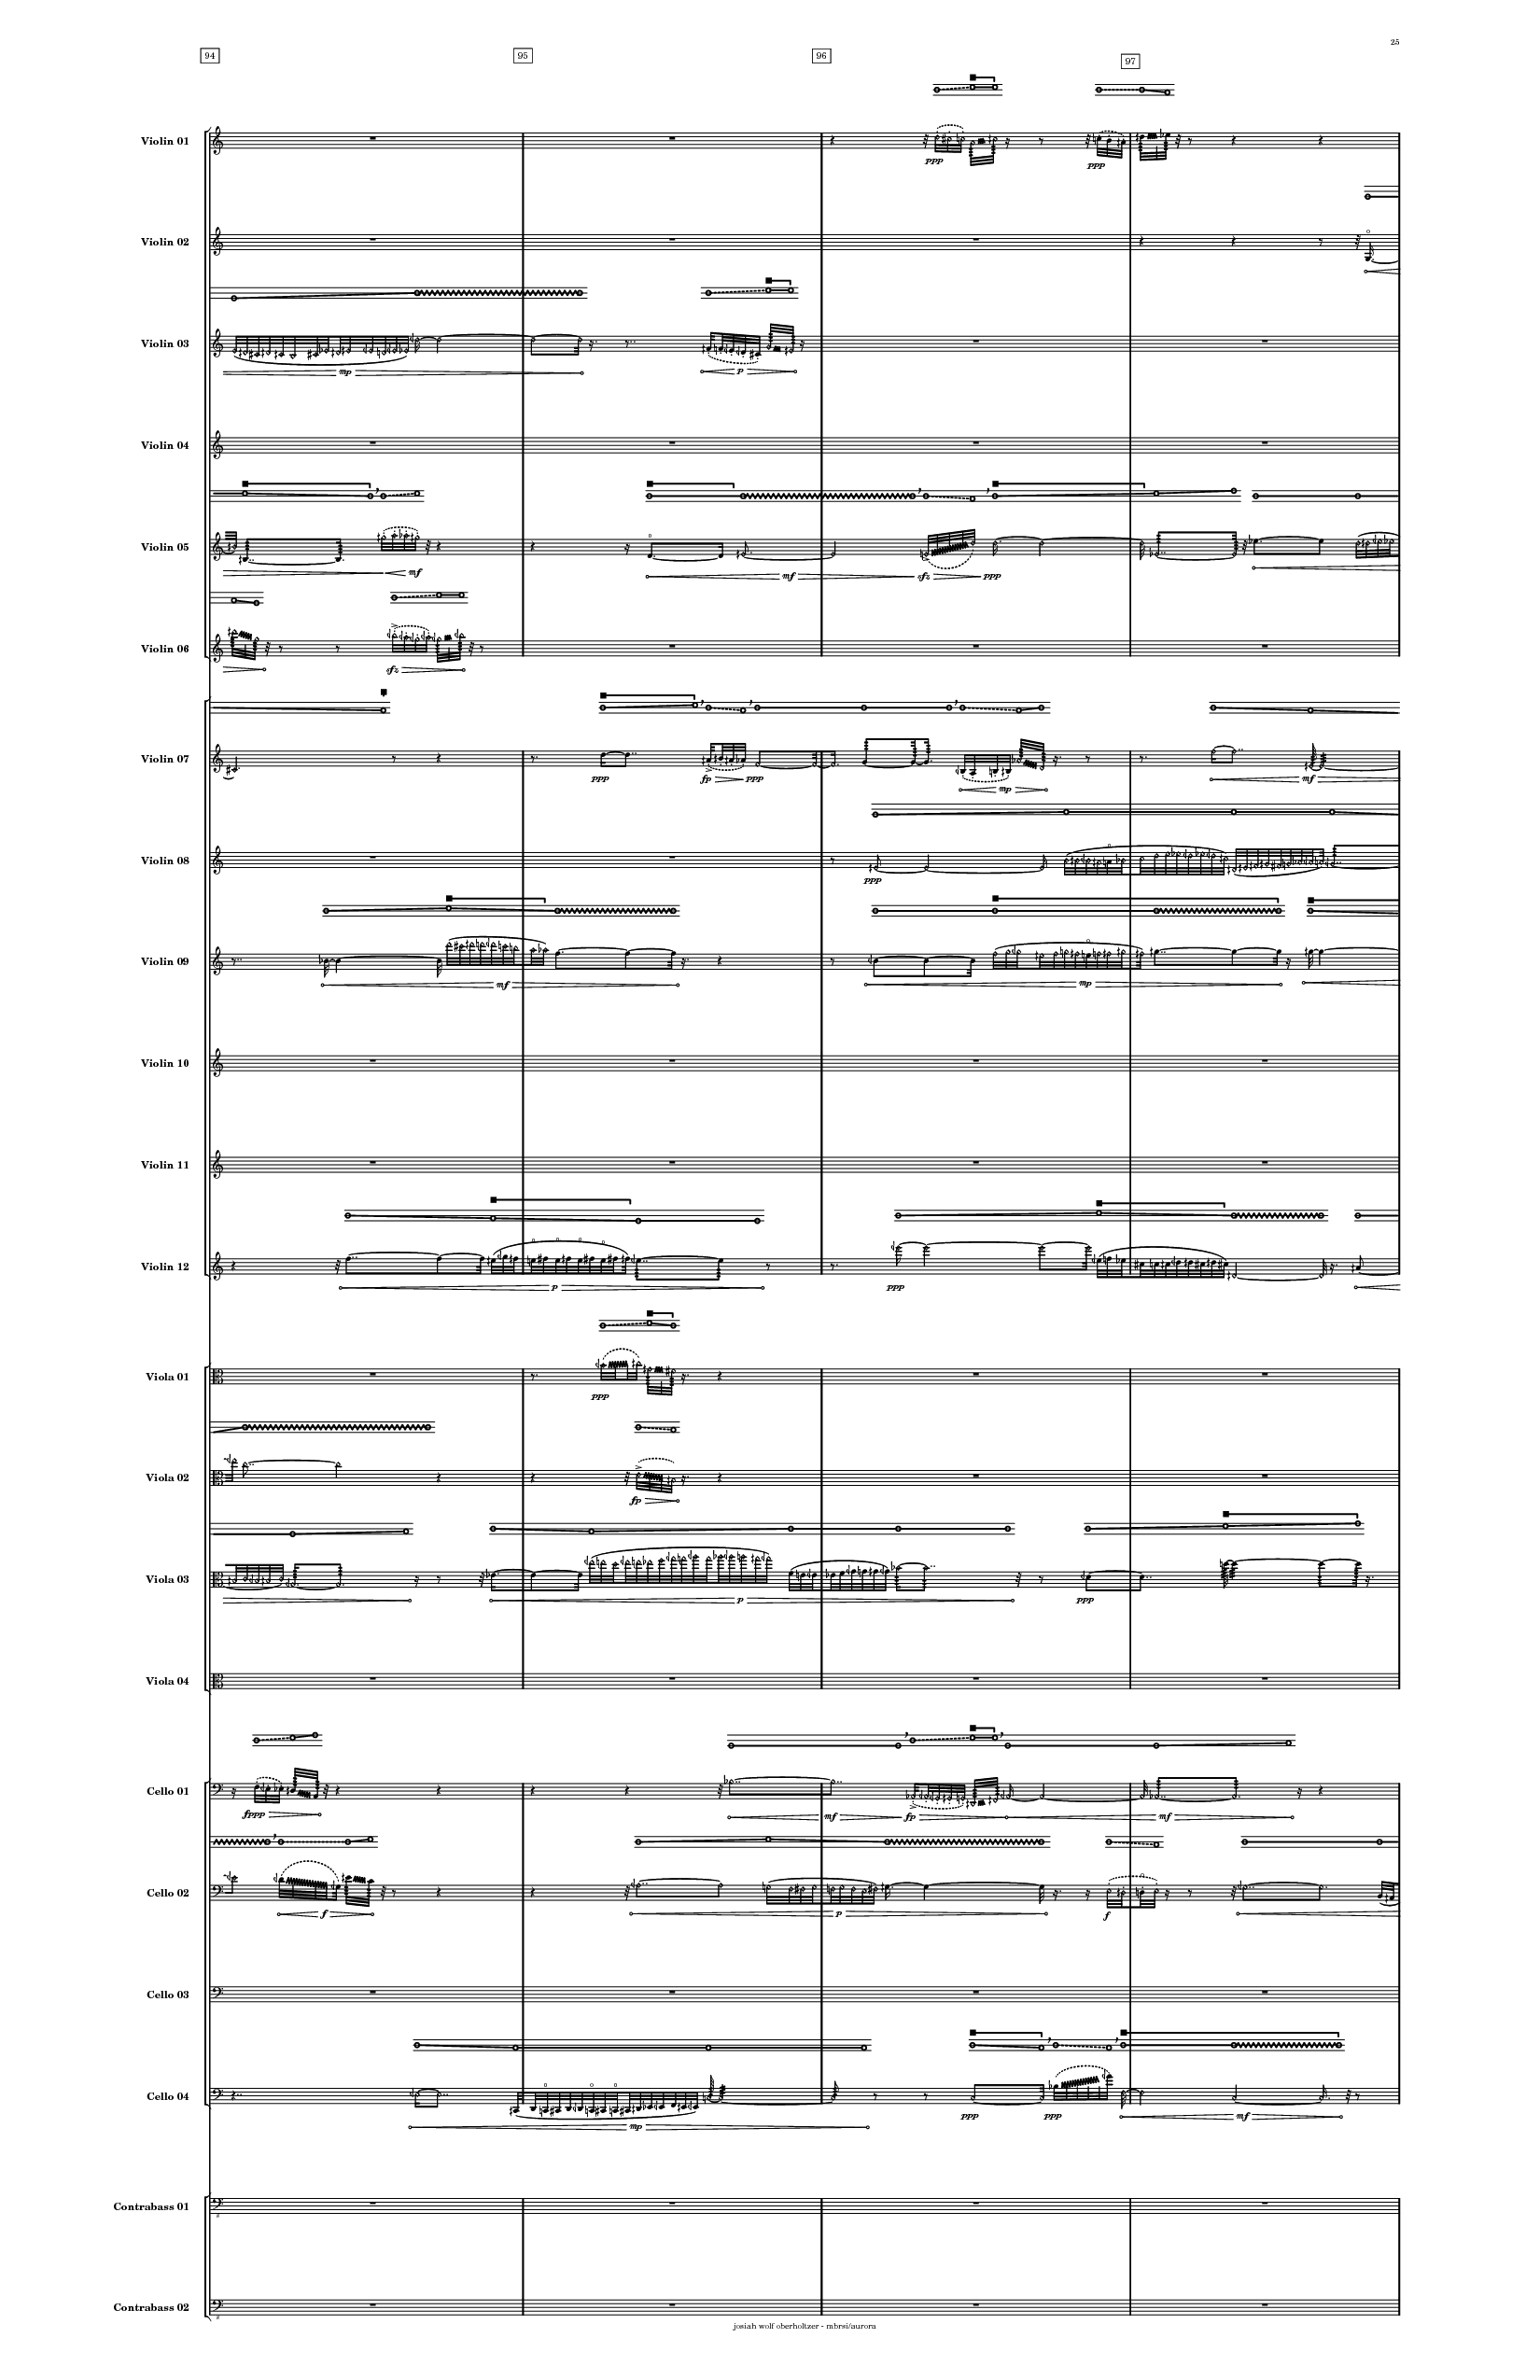 25
94 95 96 97
Violin 01
ppp ppp
Violin 02
Violin 03
mp p
Violin 04
Violin 05
mf mf sfz ppp
Violin 06
sfz
Violin 07
ppp fp ppp mp mf
Violin 08
ppp
Violin 09
mf mp
Violin 10
Violin 11
Violin 12
p ppp
Viola 01
ppp
Viola 02
fp
Viola 03
p ppp
Viola 04
Cello 01
fppp mf fp mf
Cello 02
f p f
Cello 03
Cello 04
mp ppp ppp mf
Contrabass 01
Contrabass 02
josiah wolf oberholtzer - mbrsi/aurora